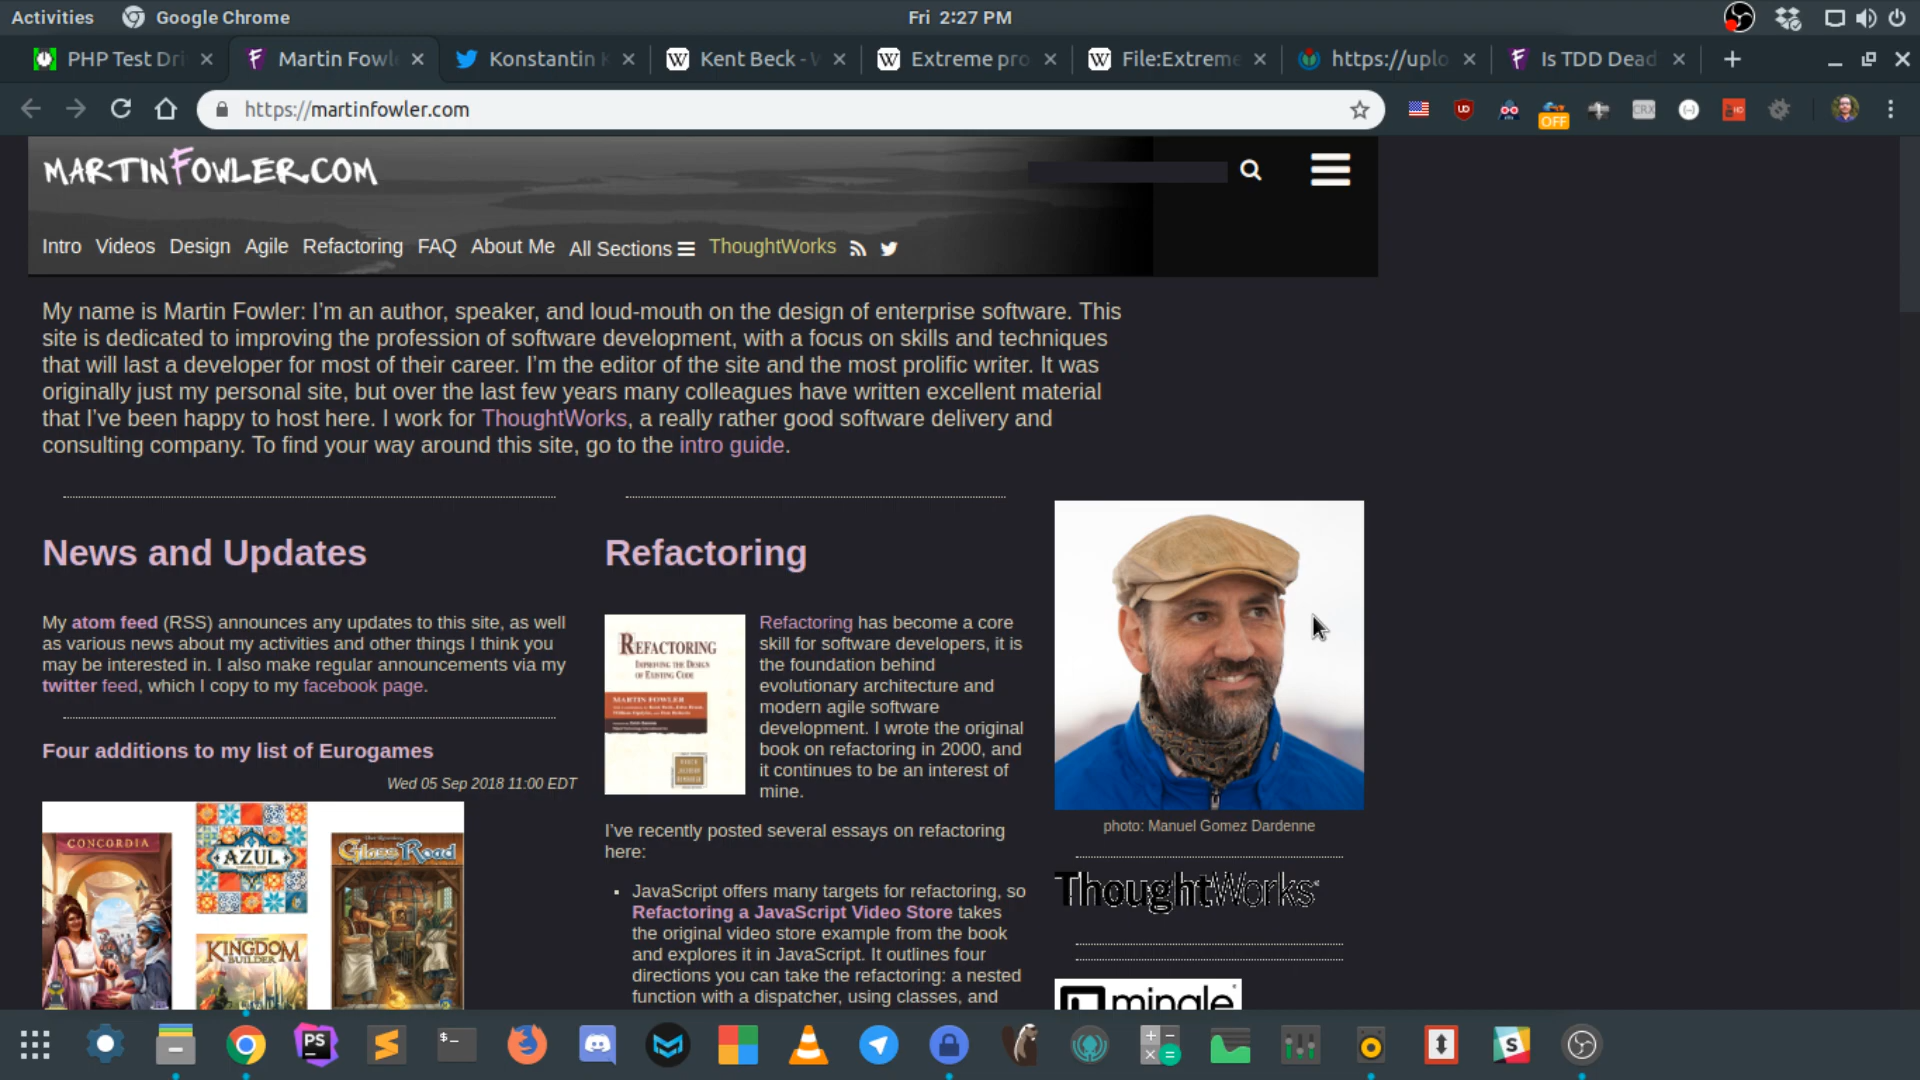 Activities Google Chrome Fri 2:27 PM
PHP Test Dri Martin Fowl Konstantin Kent Beck - Extreme pro File:Extreme https://uplo Is TDD Dead
https://martinfowler.com UD OFF CRX HD
MARTINFOWLER.COM
Intro Videos Design Agile Refactoring FAQ About Me All Sections ThoughtWorks
My name is Martin Fowler: I’m an author, speaker, and loud-mouth on the design of enterprise software. This
site is dedicated to improving the profession of software development, with a focus on skills and techniques
that will last a developer for most of their career. I’m the editor of the site and the most prolific writer. It was
originally just my personal site, but over the last few years many colleagues have written excellent material
that I’ve been happy to host here. I work for ThoughtWorks, a really rather good software delivery and
consulting company. To find your way around this site, go to the intro guide.
News and Updates
My atom feed (RSS) announces any updates to this site, as well
as various news about my activities and other things I think you
may be interested in. I also make regular announcements via my
twitter feed, which I copy to my facebook page.
Four additions to my list of Eurogames
Wed 05 Sep 2018 11:00 EDT
CONCORDIA
AZUL
KINGDOM
BUILDER
Glass Road
Refactoring
REFACTORING
IMPROVING THE DESIGN
OF EXISTING CODE
MARTIN FOWLER
Refactoring has become a core
skill for software developers, it is
the foundation behind
evolutionary architecture and
modern agile software
development. I wrote the original
book on refactoring in 2000, and
it continues to be an interest of
mine.
I’ve recently posted several essays on refactoring
here:
JavaScript offers many targets for refactoring, so
Refactoring a JavaScript Video Store takes
the original video store example from the book
and explores it in JavaScript. It outlines four
directions you can take the refactoring: a nested
function with a dispatcher, using classes, and
photo: Manuel Gomez Dardenne
ThoughtWorks
mingle
PS
S